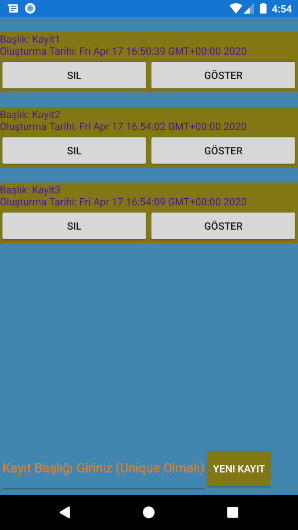 4:54
Başlık: Kayit1
Oluşturma Tarihi: Fri Apr 17 16:50:39 GMT+00:00 2020
SIL GÖSTER
Başlık: Kayit2
Oluşturma Tarihi: Fri Apr 17 16:54:02 GMT+00:00 2020
SIL GÖSTER
Başlık: Kayit3
Oluşturma Tarihi: Fri Apr 17 16:54:09 GMT+00:00 2020
SIL GÖSTER
Kayıt Başlığı Giriniz (Unique Olmalı) YENI KAYIT